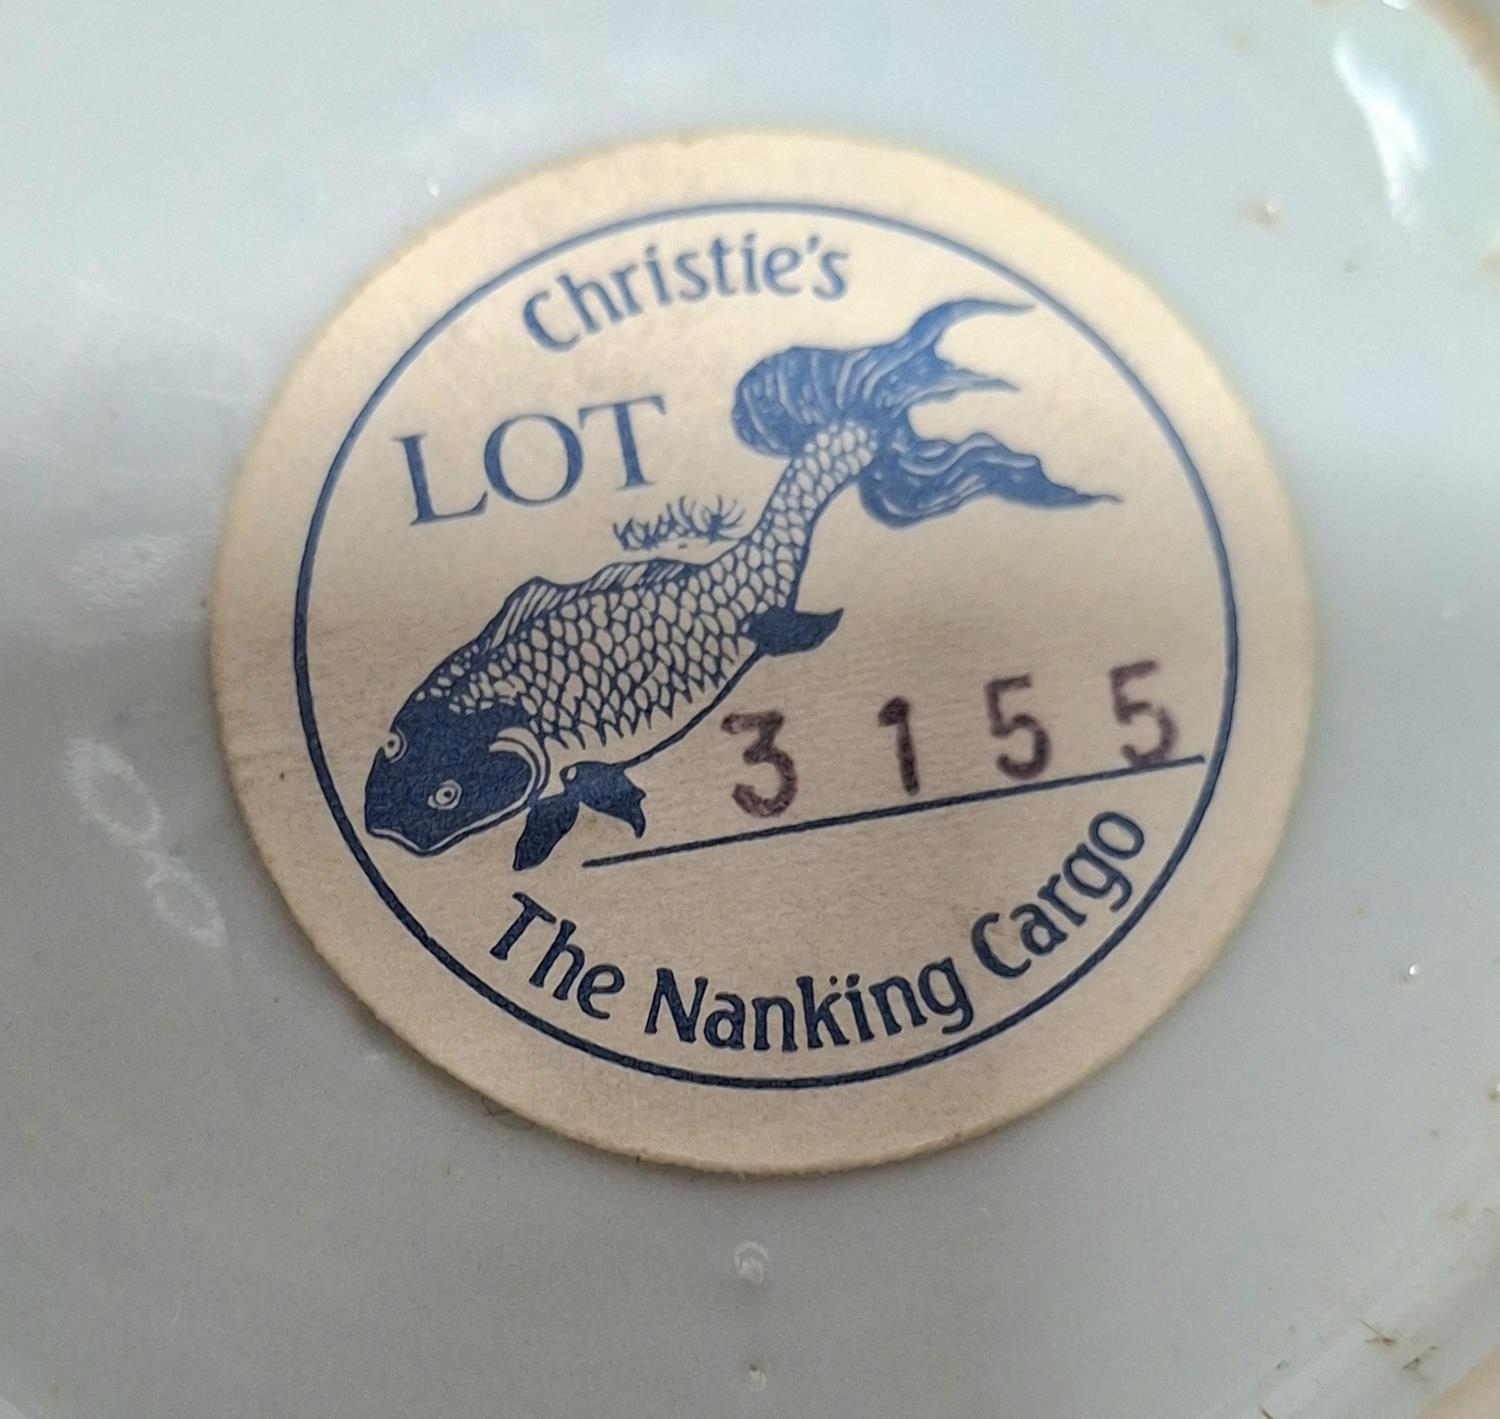 Christie's
LOT
3155
The Nanking Cargo